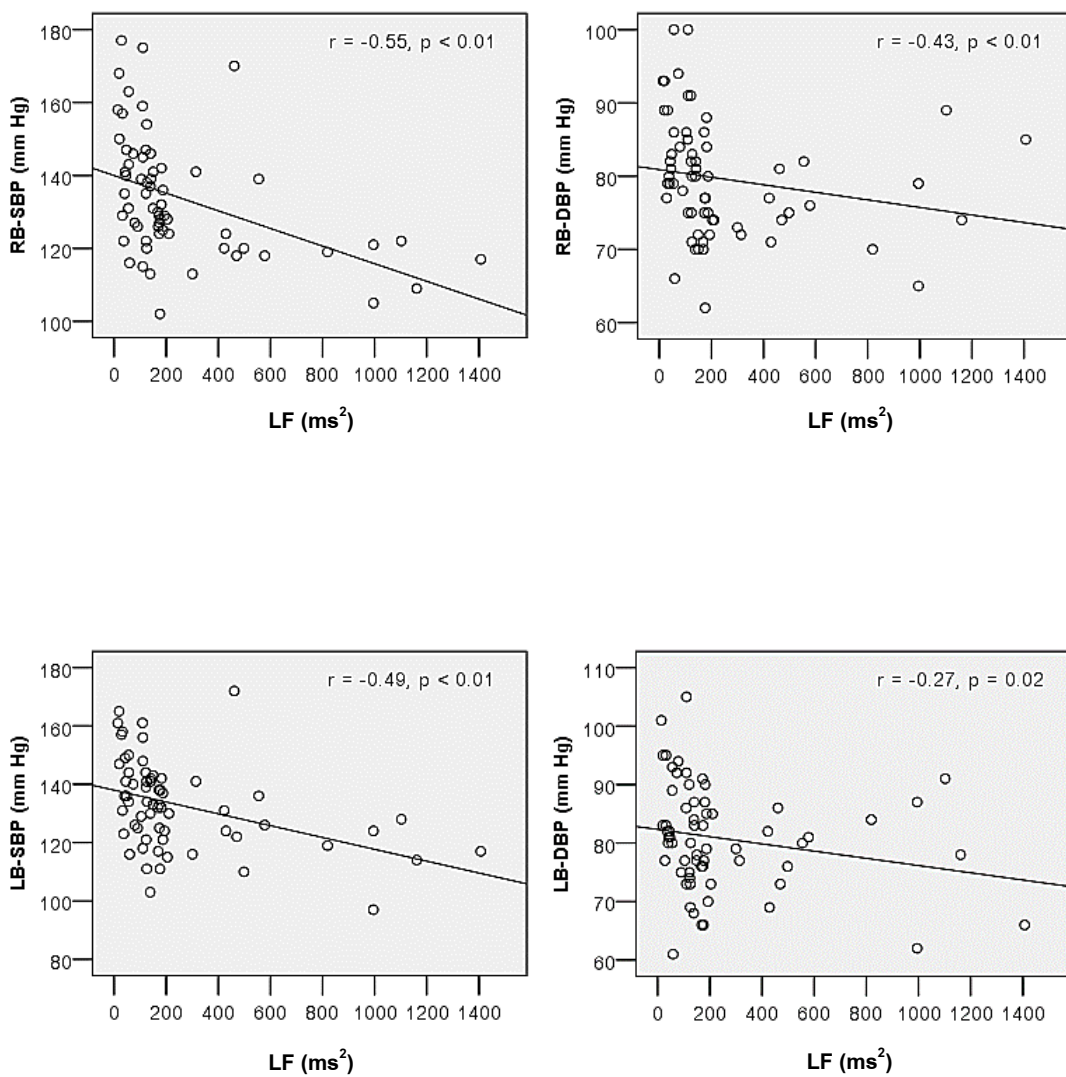 r = -0.55, p < 0.01
RB-SBP (mm Hg)
180
160
140
120
100
0 200 400 600 800 1000 1200 1400
LF (ms²)
r = -0.43, p < 0.01
RB-DBP (mm Hg)
100
90
80
70
60
0 200 400 600 800 1000 1200 1400
LF (ms²)
r = -0.49, p < 0.01
LB-SBP (mm Hg)
180
160
140
120
100
80
0 200 400 600 800 1000 1200 1400
LF (ms²)
r = -0.27, p = 0.02
LB-DBP (mm Hg)
110
100
90
80
70
60
0 200 400 600 800 1000 1200 1400
LF (ms²)